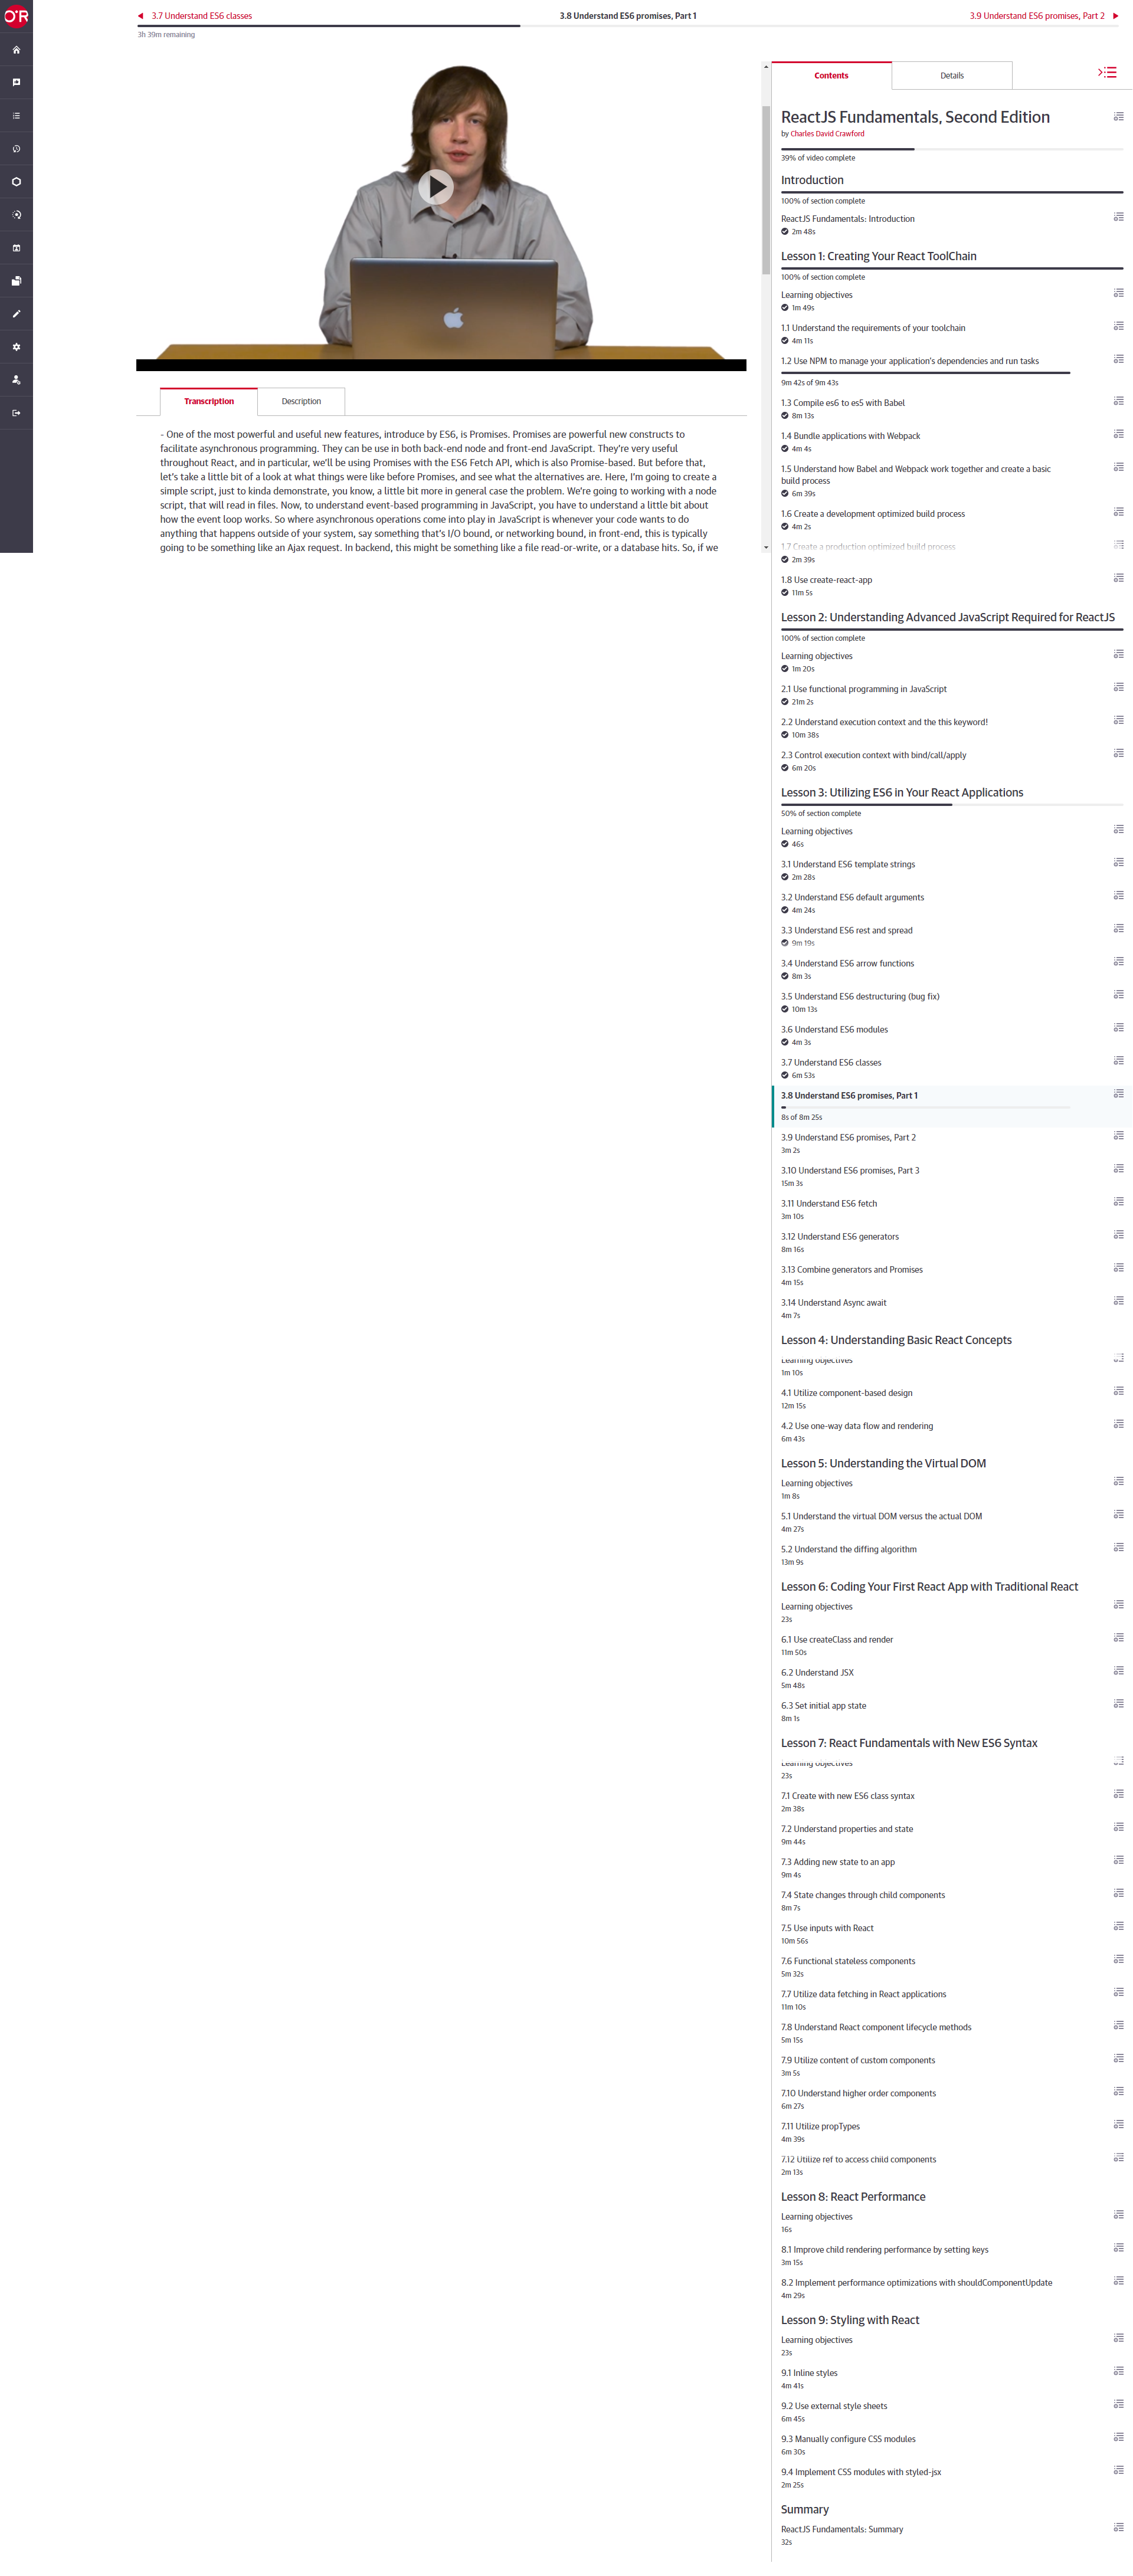 O'R
3.7 Understand ES6 classes
3.8 Understand ES6 promises, Part 1
3.9 Understand ES6 promises, Part 2
3h 39m remaining
Transcription
Description
- One of the most powerful and useful new features, introduce by ES6, is Promises. Promises are powerful new constructs to
facilitate asynchronous programming. They can be use in both back-end node and front-end JavaScript. They're very useful
throughout React, and in particular, we'll be using Promises with the ES6 Fetch API, which is also Promise-based. But before that,
let's take a little bit of a look at what things were like before Promises, and see what the alternatives are. Here, I'm going to create a
simple script, just to kinda demonstrate, you know, a little bit more in general case the problem. We're going to working with a node
script, that will read in files. Now, to understand event-based programming in JavaScript, you have to understand a little bit about
how the event loop works. So where asynchronous operations come into play in JavaScript is whenever your code wants to do
anything that happens outside of your system, say something that's I/O bound, or networking bound, in front-end, this is typically
going to be something like an Ajax request. In backend, this might be something like a file read-or-write, or a database hits. So, if we
Contents
Details
ReactJS Fundamentals, Second Edition
by Charles David Crawford
39% of video complete
Introduction
100% of section complete
ReactJS Fundamentals: Introduction
2m 48s
Lesson 1: Creating Your React ToolChain
100% of section complete
Learning objectives
1m 49s
1.1 Understand the requirements of your toolchain
4m 11s
1.2 Use NPM to manage your application's dependencies and run tasks
9m 42s of 9m 43s
1.3 Compile es6 to es5 with Babel
8m 13s
1.4 Bundle applications with Webpack
4m 4s
1.5 Understand how Babel and Webpack work together and create a basic
build process
6m 39s
1.6 Create a development optimized build process
4m 2s
1.7 Create a production optimized build process
2m 39s
1.8 Use create-react-app
11m 5s
Lesson 2: Understanding Advanced JavaScript Required for ReactJS
100% of section complete
Learning objectives
1m 20s
2.1 Use functional programming in JavaScript
21m 2s
2.2 Understand execution context and the this keyword!
10m 38s
2.3 Control execution context with bind/call/apply
6m 20s
Lesson 3: Utilizing ES6 in Your React Applications
50% of section complete
Learning objectives
46s
3.1 Understand ES6 template strings
2m 28s
3.2 Understand ES6 default arguments
4m 24s
3.3 Understand ES6 rest and spread
9m 19s
3.4 Understand ES6 arrow functions
8m 3s
3.5 Understand ES6 destructuring (bug fix)
10m 13s
3.6 Understand ES6 modules
4m 3s
3.7 Understand ES6 classes
6m 53s
3.8 Understand ES6 promises, Part 1
8s of 8m 25s
3.9 Understand ES6 promises, Part 2
3m 2s
3.10 Understand ES6 promises, Part 3
15m 3s
3.11 Understand ES6 fetch
3m 10s
3.12 Understand ES6 generators
8m 16s
3.13 Combine generators and Promises
4m 15s
3.14 Understand Async await
4m 7s
Lesson 4: Understanding Basic React Concepts
Learning objectives
1m 10s
4.1 Utilize component-based design
12m 15s
4.2 Use one-way data flow and rendering
6m 43s
Lesson 5: Understanding the Virtual DOM
Learning objectives
1m 8s
5.1 Understand the virtual DOM versus the actual DOM
4m 27s
5.2 Understand the diffing algorithm
13m 9s
Lesson 6: Coding Your First React App with Traditional React
Learning objectives
23s
6.1 Use createClass and render
11m 50s
6.2 Understand JSX
5m 48s
6.3 Set initial app state
8m 1s
Lesson 7: React Fundamentals with New ES6 Syntax
Learning objectives
23s
7.1 Create with new ES6 class syntax
2m 38s
7.2 Understand properties and state
9m 44s
7.3 Adding new state to an app
9m 4s
7.4 State changes through child components
8m 7s
7.5 Use inputs with React
10m 56s
7.6 Functional stateless components
5m 32s
7.7 Utilize data fetching in React applications
11m 10s
7.8 Understand React component lifecycle methods
5m 15s
7.9 Utilize content of custom components
3m 5s
7.10 Understand higher order components
6m 27s
7.11 Utilize propTypes
4m 39s
7.12 Utilize ref to access child components
2m 13s
Lesson 8: React Performance
Learning objectives
16s
8.1 Improve child rendering performance by setting keys
3m 15s
8.2 Implement performance optimizations with shouldComponentUpdate
4m 29s
Lesson 9: Styling with React
Learning objectives
23s
9.1 Inline styles
4m 41s
9.2 Use external style sheets
6m 45s
9.3 Manually configure CSS modules
6m 30s
9.4 Implement CSS modules with styled-jsx
2m 25s
Summary
ReactJS Fundamentals: Summary
32s